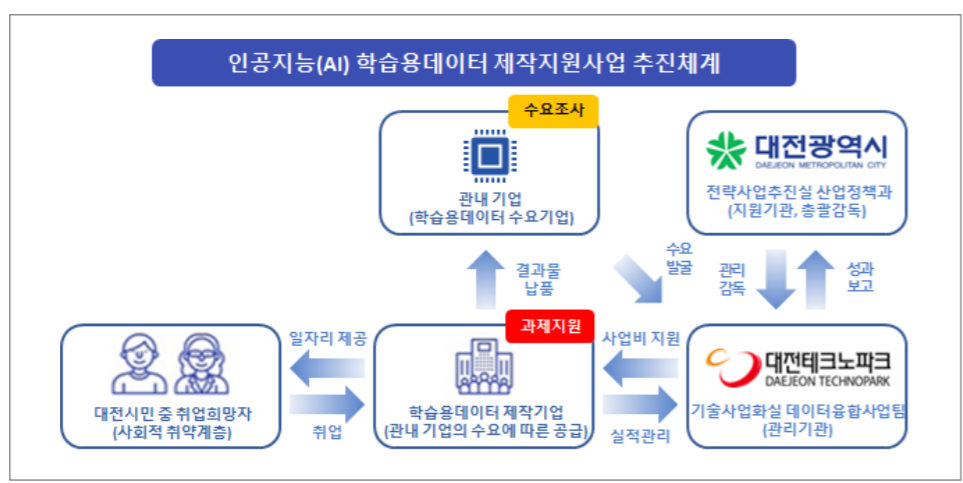 인공지능(AI) 학습용데이터 제작지원사업 추진체계
수요조사
관내 기업
(학습용데이터 수요기업)
대전광역시
DAEJEON METROPOLITAN CITY
전략사업추진실 산업정책과
(지원기관, 총괄감독)
결과물
납품
수요
발굴
관리
감독
성과
보고
대전시민 중 취업희망자
(사회적 취약계층)
일자리 제공
취업
과제지원
학습용데이터 제작기업
(관내 기업의 수요에 따른 공급)
사업비 지원
실적관리
대전테크노파크
DAEJEON TECHNOPARK
기술사업화실 데이터융합사업팀
(관리기관)